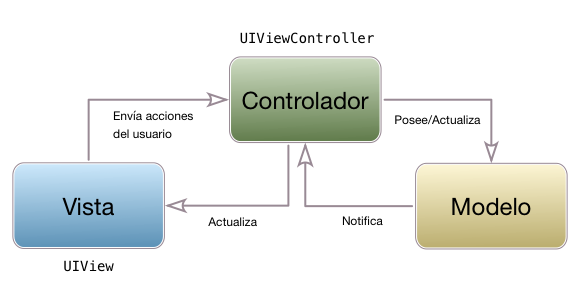 UIViewController
Controlador
Envía acciones
del usuario
Posee/Actualiza
Vista
Modelo
Actualiza
Notifica
UIView